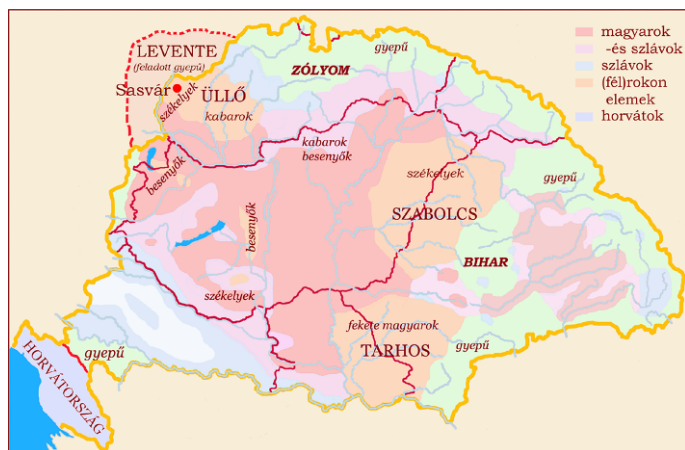 LEVENTE
(feladott gyepű)
Sasvár
székelyek
ÜLLŐ
kabarok
ZÓLYOM
gyepű
magyarok
-és szlávok
szlávok
(fél)rokon
elemek
horvátok
besenyők
kabarok
besenyők
székelyek
gyepű
SZABOLCS
besenyők
BIHAR
székelyek
fekete magyarok
TARHOS
gyepű
gyepű
HORVÁTORSZÁG